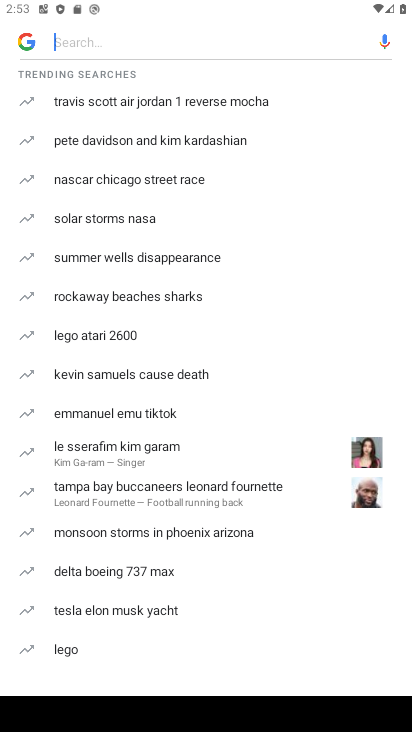 2:53
Search...
TRENDING SEARCHES
travis scott air jordan 1 reverse mocha
pete davidson and kim kardashian
nascar chicago street race
solar storms nasa
summer wells disappearance
rockaway beaches sharks
lego atari 2600
kevin samuels cause death
emmanuel emu tiktok
le sserafim kim garam
Kim Ga-ram — Singer
tampa bay buccaneers leonard fournette
Leonard Fournette — Football running back
monsoon storms in phoenix arizona
delta boeing 737 max
tesla elon musk yacht
lego